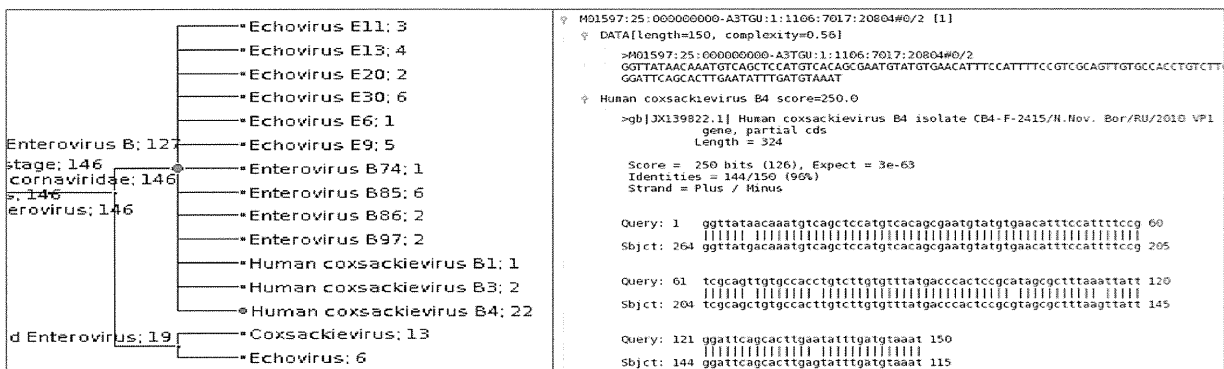 Echovirus E11; 3
Echovirus E13; 4
Echovirus E20; 2
Echovirus E30; 6
Echovirus E6; 1
Enterovirus B; 127
Echovirus E9; 5
stage; 146
Enterovirus B74; 1
cornaviridae; 146
s; 146
Enterovirus B85; 6
erovirus; 146
Enterovirus B86; 2
Enterovirus B97; 2
Human coxsackievirus B1; 1
Human coxsackievirus B3; 2
Human coxsackievirus B4; 22
d Enterovirus; 19
Coxsackievirus; 13
Echovirus; 6
M01597:25:000000000-A3TGU:1:1106:7017:20804#0/2 [1]
DATA[length=150, complexity=0.56]
>M01597:25:000000000-A3TGU:1:1106:7017:20804#0/2
GGTTATAACAAATGTCAGCTCCATGTCACAGCGAATGTATGTGAACATTTCCATTTTCCGTCGCAGTTGTGCCACCTGTCTT
GGATTCAGCACTTGAATATTTGATGTAAAT
Human coxsackievirus B4 score=250.0
>gb|JX139822.1| Human coxsackievirus B4 isolate CB4-F-2415/N.Nov. Bor/RU/2010 VP1
gene, partial cds
Length = 324
Score = 250 bits (126), Expect = 3e-63
Identities = 144/150 (96%)
Strand = Plus / Minus
Query: 1 ggttataacaaatgtcagctccatgtcacagcgaatgtatgtgaacatttccattttccg 60
Sbjct: 264 ggttatgacaaatgtcagctccatgtcacagcgaatgtatgtgaacatttccattttccg 205
Query: 61 tcgcagttgtgccacctgtcttgtgtttatgacccactccgcatagcgctttaaattatt 120
Sbjct: 204 tcgcagctgtgccacttgtcttgtgtttatgacccactccgcgtagcgctttaagttatt 145
Query: 121 ggattcagcacttgaatatttgatgtaaat 150
Sbjct: 144 ggattcagcacttgagtatttgatgtaaat 115